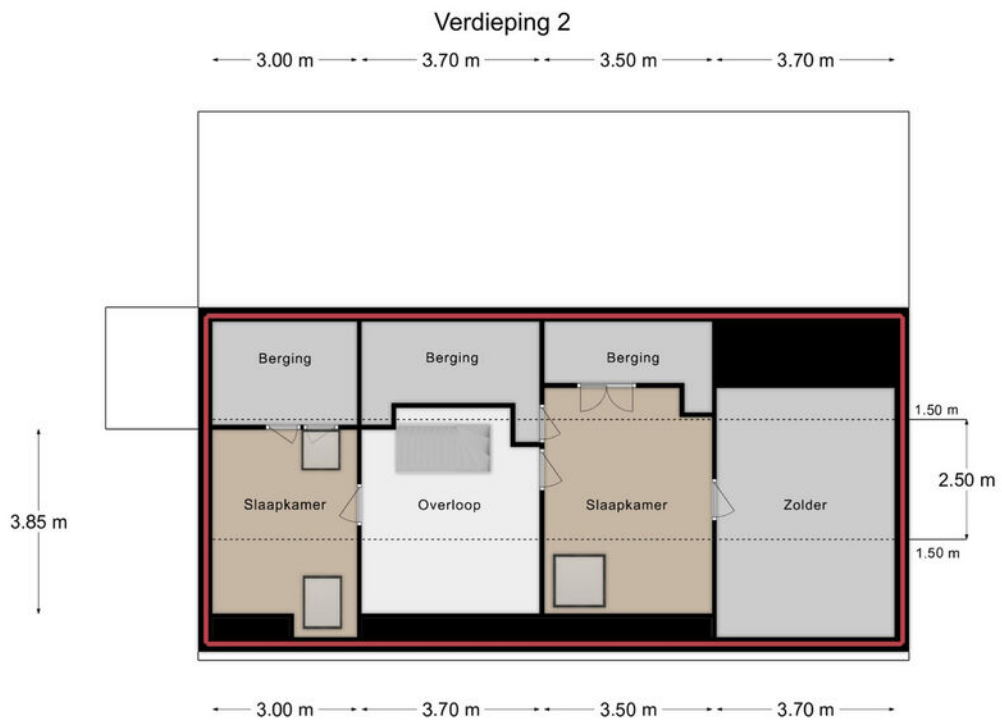 Verdieping 2
3.00 m 3.70 m 3.50 m 3.70 m
Berging Berging Berging
1.50 m
2.50 m
Slaapkamer Overloop Slaapkamer Zolder
3.85 m
1.50 m
3.00 m 3.70 m 3.50 m 3.70 m